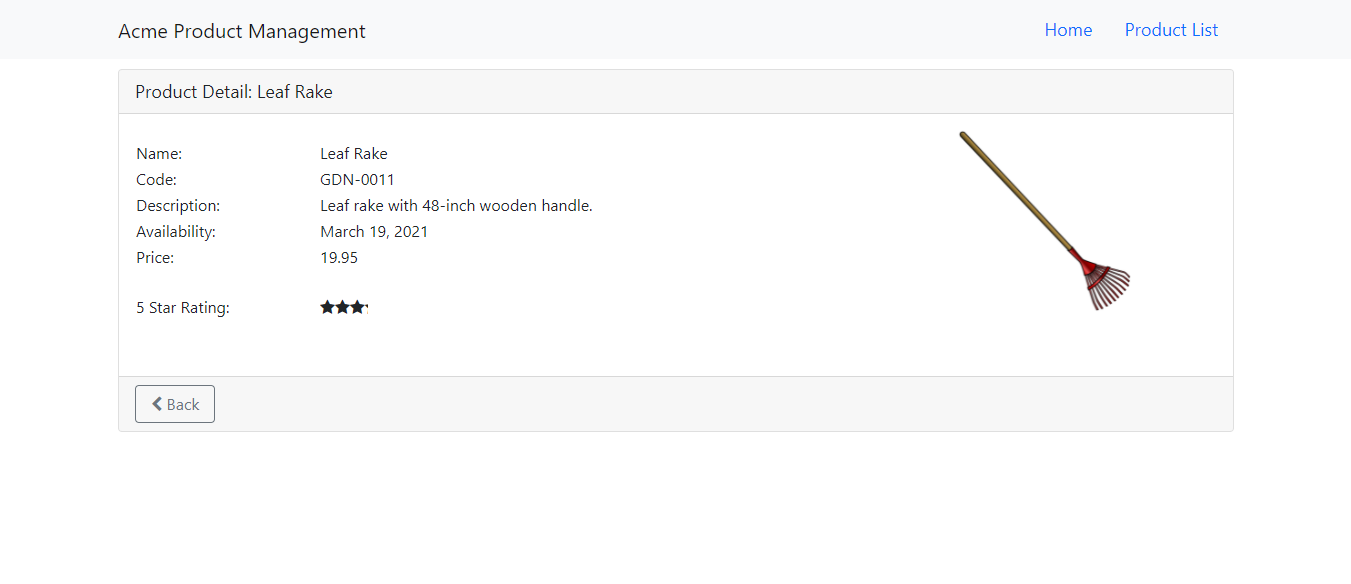 Acme Product Management Home Product List
Product Detail: Leaf Rake
Name: Leaf Rake
Code: GDN-0011
Description: Leaf rake with 48-inch wooden handle.
Availability: March 19, 2021
Price: 19.95
5 Star Rating:
Back